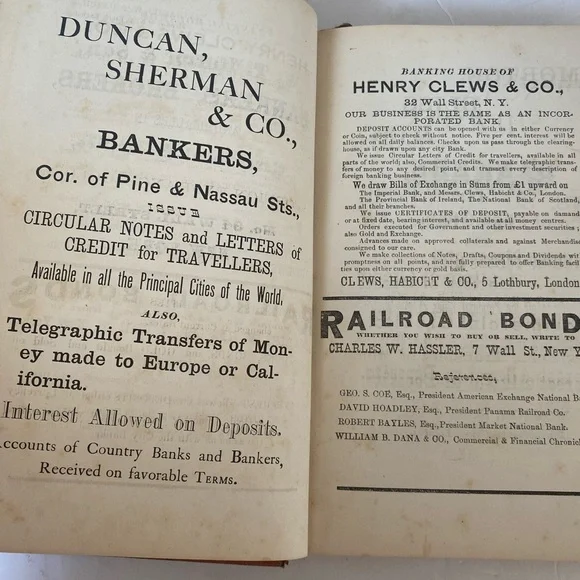 DUNCAN,
SHERMAN
& CO.,
BANKERS,
Cor. of Pine & Nassau Sts.,
ISSUE
CIRCULAR NOTES and LETTERS of
CREDIT for TRAVELLERS,
Available in all the Principal Cities of the World,
ALSO,
Telegraphic Transfers of Mon-
ey made to Europe or Cal-
ifornia.
Interest Allowed on Deposits.
Accounts of Country Banks and Bankers,
Received on favorable TERMS.
BANKING HOUSE OF
HENRY CLEWS & CO.,
32 Wall Street, N. Y.
OUR BUSINESS IS THE SAME AS AN INCOR-
PORATED BANK.
DEPOSIT ACCOUNTS can be opened with us in either Currency
or Coin, subject to check without notice. Five per cent. interest will be
allowed on all daily balances. Checks upon us pass through the clearing-
house, as if drawn upon any city Bank.
We issue Circular Letters of Credit for travellers, available in all
parts of the world; also, Commercial Credits. We make telegraphic trans-
fers of money to any desired point, and transact every description of
foreign banking business.
We draw Bills of Exchange in Sums from £1 upward on
The Imperial Bank, and Messrs. Clews, Habicht & Co., London,
The Provincial Bank of Ireland, The National Bank of Scotland,
and all their branches.
We issue CERTIFICATES OF DEPOSIT, payable on demand
or at fixed date, bearing interest, and available at all money centres.
Orders executed for Government and other investment securities;
also Gold and Exchange.
Advances made on approved collaterals and against Merchandise
consigned to our care.
We make collections of Notes, Drafts, Coupons and Dividends with
promptness on all points, and are fully prepared to offer Banking facili-
ties upon either currency or gold basis.
CLEWS, HABICHT & CO., 5 Lothbury, London
RAILROAD BOND
WHETHER YOU WISH TO BUY OR SELL, WRITE TO
CHARLES W. HASSLER, 7 Wall St., New Y
References,
GEO. S. COE, Esq., President American Exchange National B
DAVID HOADLEY, Esq., President Panama Railroad Co.
ROBERT BAYLES, Esq., President Market National Bank.
WILLIAM B. DANA & CO., Commercial & Financial Chronicl